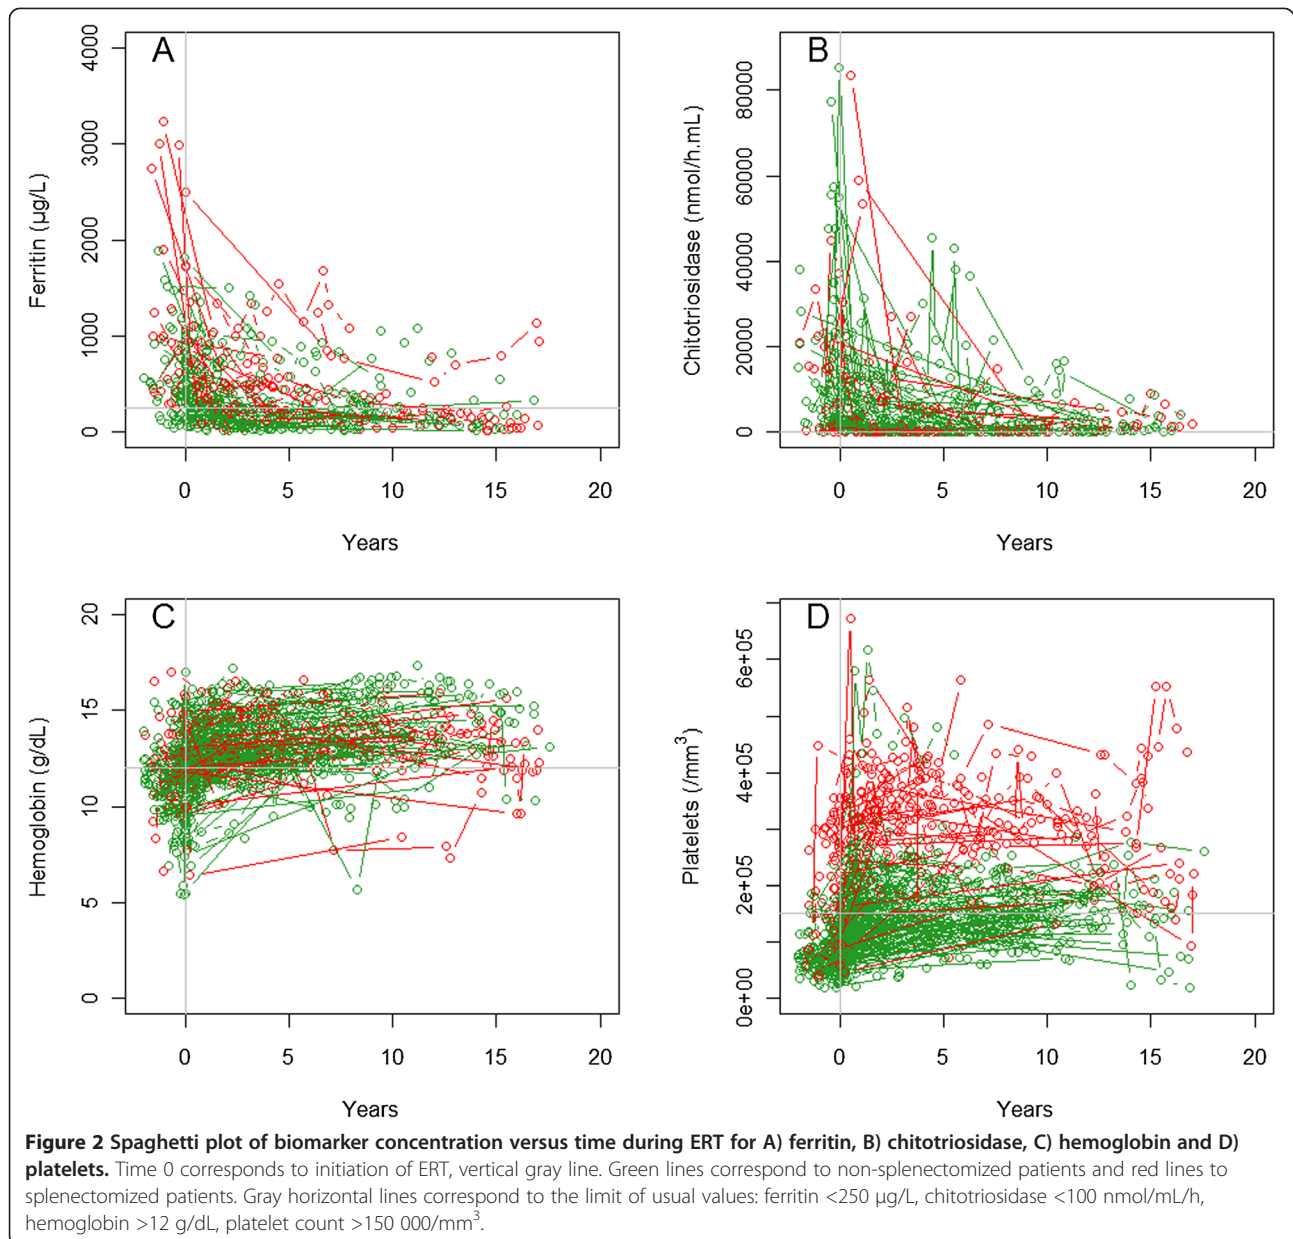 A
B
4000
3000
2000
1000
0
Ferritin (µg/L)
0 5 10 15 20
Years
80000
60000
40000
20000
0
Chitotriosidase (nmol/h.mL)
0 5 10 15 20
Years
C
D
20
15
10
5
0
Hemoglobin (g/dL)
0 5 10 15 20
Years
6e+05
4e+05
2e+05
0e+00
Platelets (/mm³)
0 5 10 15 20
Years
Figure 2 Spaghetti plot of biomarker concentration versus time during ERT for A) ferritin, B) chitotriosidase, C) hemoglobin and D)
platelets. Time 0 corresponds to initiation of ERT, vertical gray line. Green lines correspond to non-splenectomized patients and red lines to
splenectomized patients. Gray horizontal lines correspond to the limit of usual values: ferritin <250 µg/L, chitotriosidase <100 nmol/mL/h,
hemoglobin >12 g/dL, platelet count >150 000/mm³.